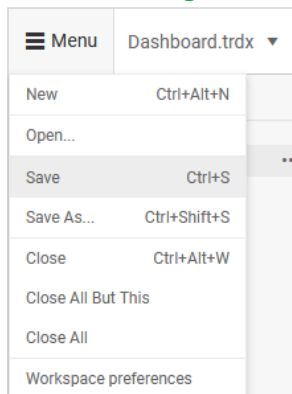 Menu Dashboard.trdx
New Ctrl+Alt+N
Open...
Save Ctrl+S
Save As... Ctrl+Shift+S
Close Ctrl+Alt+W
Close All But This
Close All
Workspace preferences